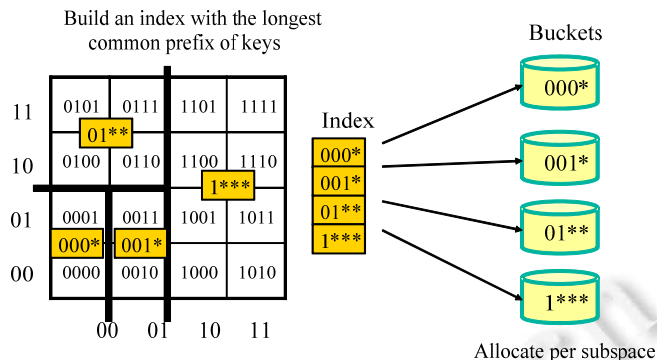 Build an index with the longest
common prefix of keys
11
0101 0111 1101 1111
01**
10
0100 0110 1100 1110
1***
01
0001 0011 1001 1011
000* 001*
00
0000 0010 1000 1010
00 01 10 11
Index
000*
001*
01**
1***
Buckets
000*
001*
01**
1***
Allocate per subspace